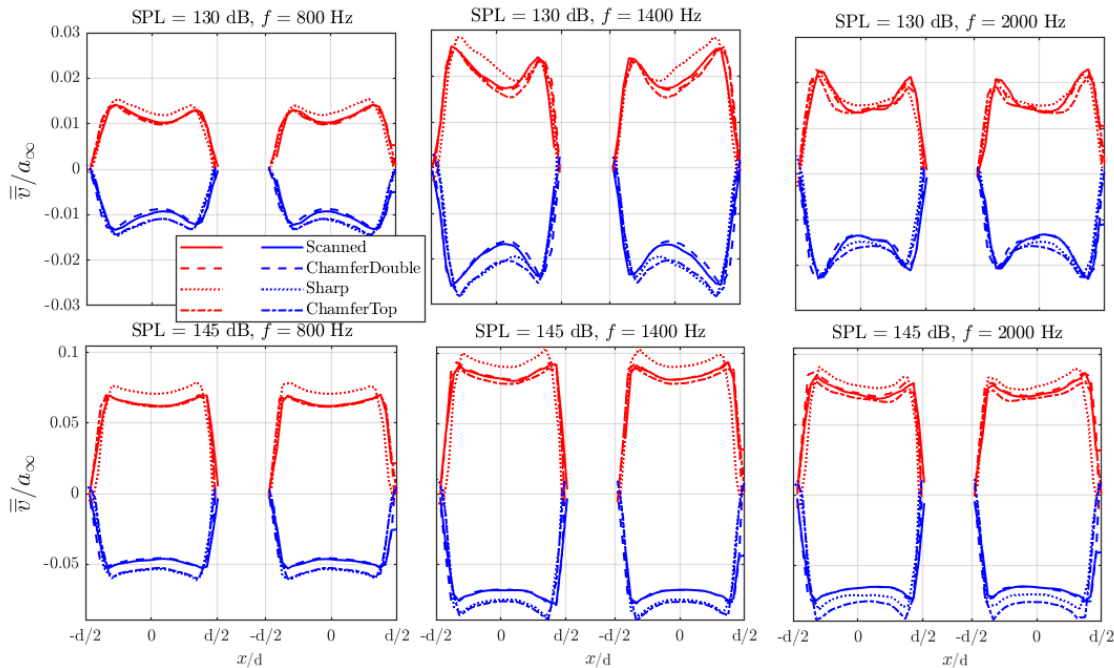 SPL = 130 dB, f = 800 Hz
SPL = 130 dB, f = 1400 Hz
SPL = 130 dB, f = 2000 Hz
0.03
0.02
0.01
0
-0.01
-0.02
-0.03
v̿/a∞
Scanned
ChamferDouble
Sharp
ChamferTop
SPL = 145 dB, f = 800 Hz
SPL = 145 dB, f = 1400 Hz
SPL = 145 dB, f = 2000 Hz
0.1
0.05
0
-0.05
v̿/a∞
-d/2 0 d/2 -d/2 0 d/2
-d/2 0 d/2 -d/2 0 d/2
-d/2 0 d/2 -d/2 0 d/2
x/d
x/d
x/d